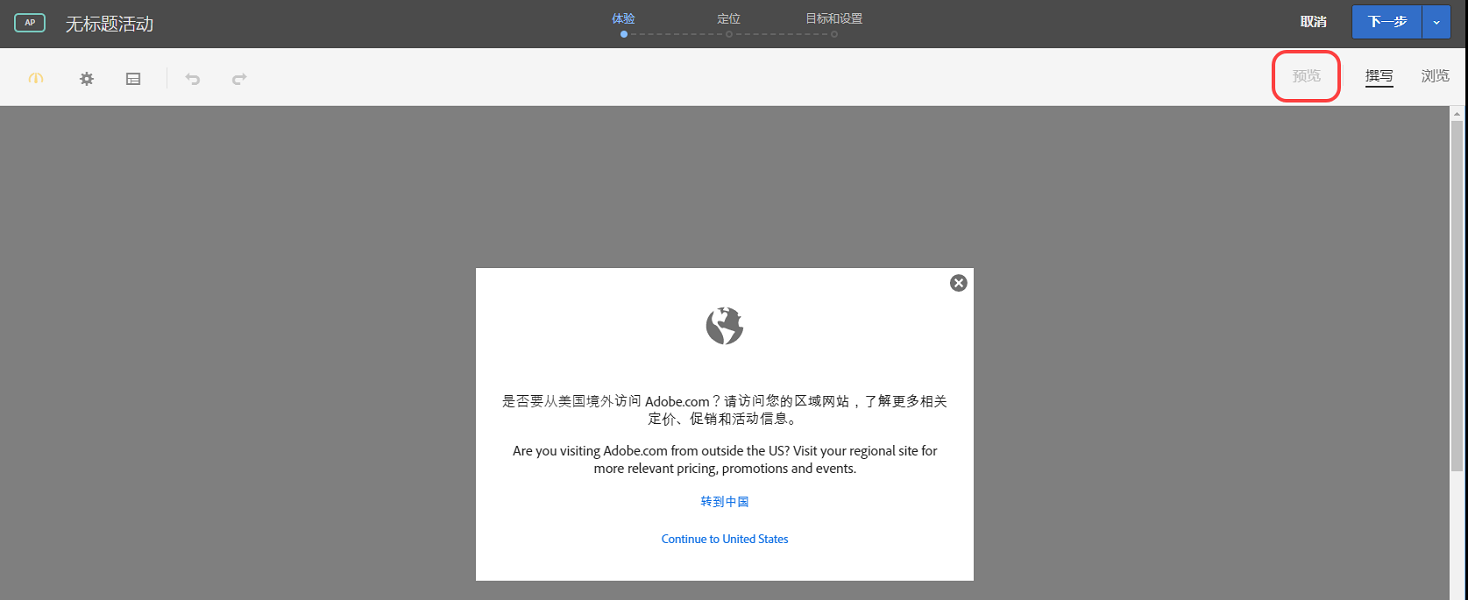 AP
无标题活动
体验
定位
目标和设置
取消
下一步
预览
撰写
浏览
是否要从美国境外访问 Adobe.com？请访问您的区域网站，了解更多相关
定价、促销和活动信息。
Are you visiting Adobe.com from outside the US? Visit your regional site for
more relevant pricing, promotions and events.
转到中国
Continue to United States